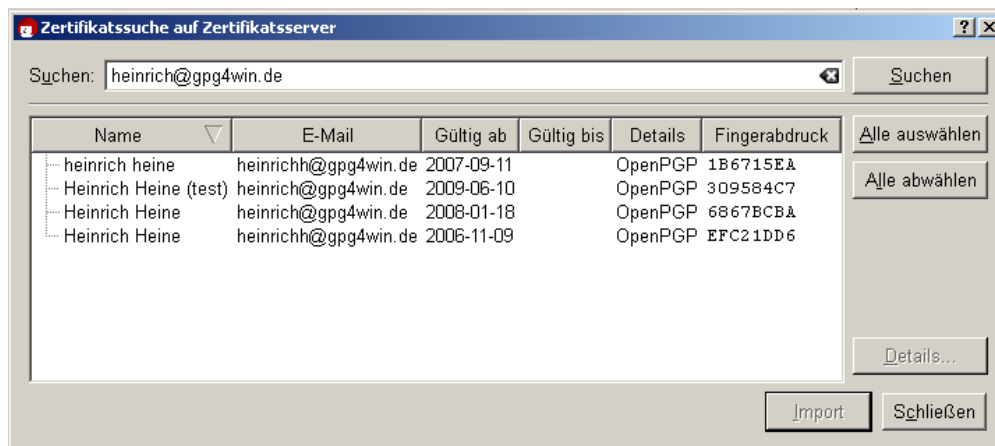 Zertifikatssuche auf Zertifikatsserver
Suchen: heinrich@gpg4win.de Suchen
Name E-Mail Gültig ab Gültig bis Details Fingerabdruck
heinrich heine heinrichh@gpg4win.de 2007-09-11 OpenPGP 1B6715EA
Heinrich Heine (test) heinrich@gpg4win.de 2009-06-10 OpenPGP 309584C7
Heinrich Heine heinrich@gpg4win.de 2008-01-18 OpenPGP 6867BCBA
Heinrich Heine heinrichh@gpg4win.de 2006-11-09 OpenPGP EFC21DD6
Alle auswählen
Alle abwählen
Details...
Import Schließen